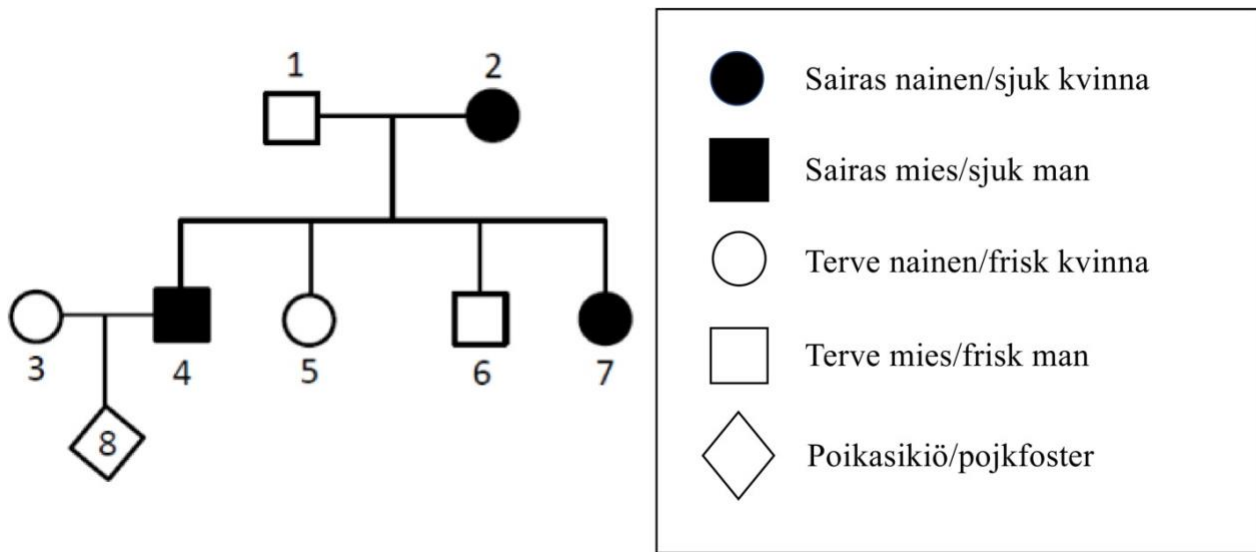 1
2
3
4
5
6
7
8
Sairas nainen/sjuk kvinna
Sairas mies/sjuk man
Terve nainen/frisk kvinna
Terve mies/frisk man
Poikasikiö/pojkfoster